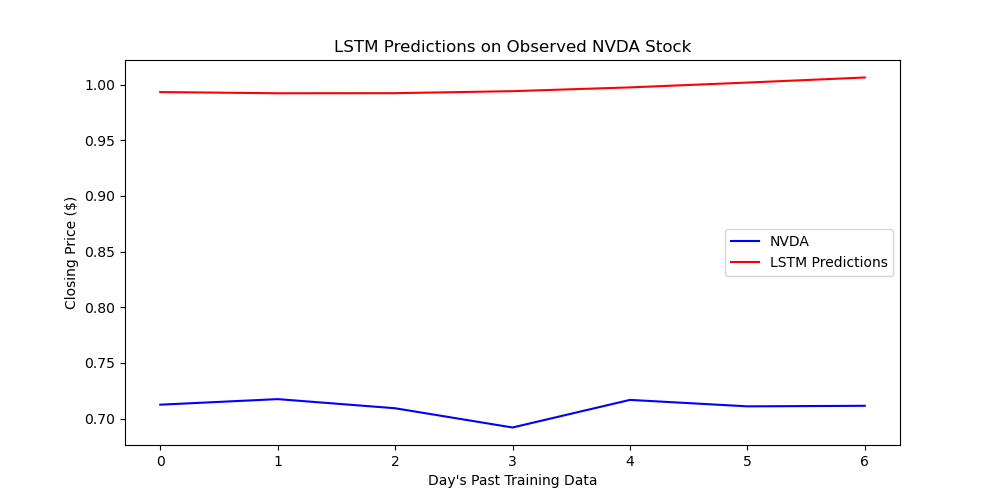 LSTM Predictions on Observed NVDA Stock
1.00
0.95
0.90
0.85
0.80
0.75
0.70
Closing Price ($)
NVDA
LSTM Predictions
0 1 2 3 4 5 6
Day's Past Training Data